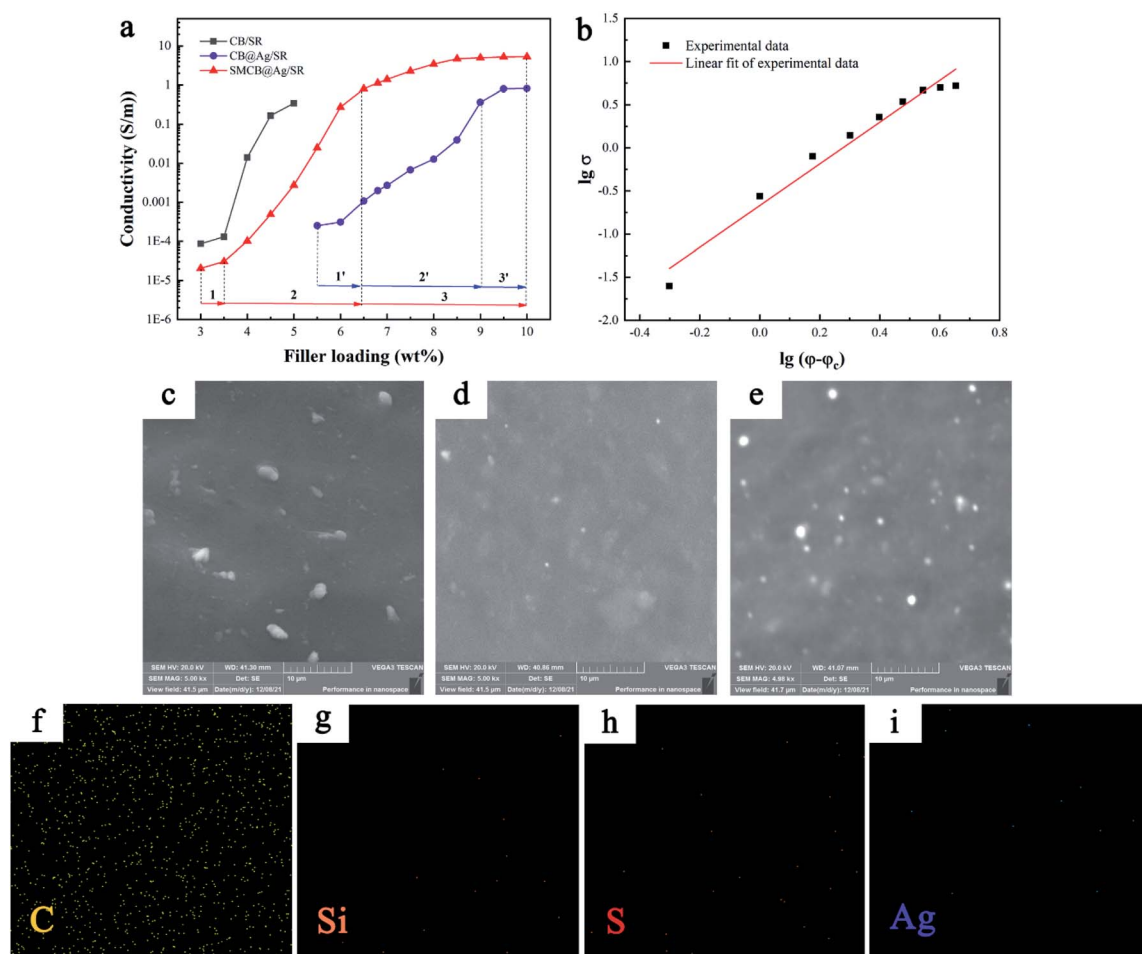 a
CB/SR
CB@Ag/SR
SMCB@Ag/SR
Conductivity (S/m))
10
1
0.1
0.01
0.001
1E-4
1E-5
1E-6
1'
2'
3'
1
2
3
3 4 5 6 7 8 9 10
Filler loading (wt%)
b
Experimental data
Linear fit of experimental data
lg σ
1.5
1.0
0.5
0.0
-0.5
-1.0
-1.5
-2.0
-0.4 -0.2 0.0 0.2 0.4 0.6 0.8
lg (φ-φc)
c
SEM HV: 20.0 kV WD: 41.30 mm VEGA3 TESCAN
SEM MAG: 5.00 kx Det: SE 10 μm
View field: 41.5 μm Date(m/d/y): 12/08/21 Performance in nanospace
d
SEM HV: 20.0 kV WD: 40.86 mm VEGA3 TESCAN
SEM MAG: 5.00 kx Det: SE 10 μm
View field: 41.5 μm Date(m/d/y): 12/08/21 Performance in nanospace
e
SEM HV: 20.0 kV WD: 41.07 mm VEGA3 TESCAN
SEM MAG: 4.98 kx Det: SE 10 μm
View field: 41.7 μm Date(m/d/y): 12/08/21 Performance in nanospace
f
C
g
Si
h
S
i
Ag